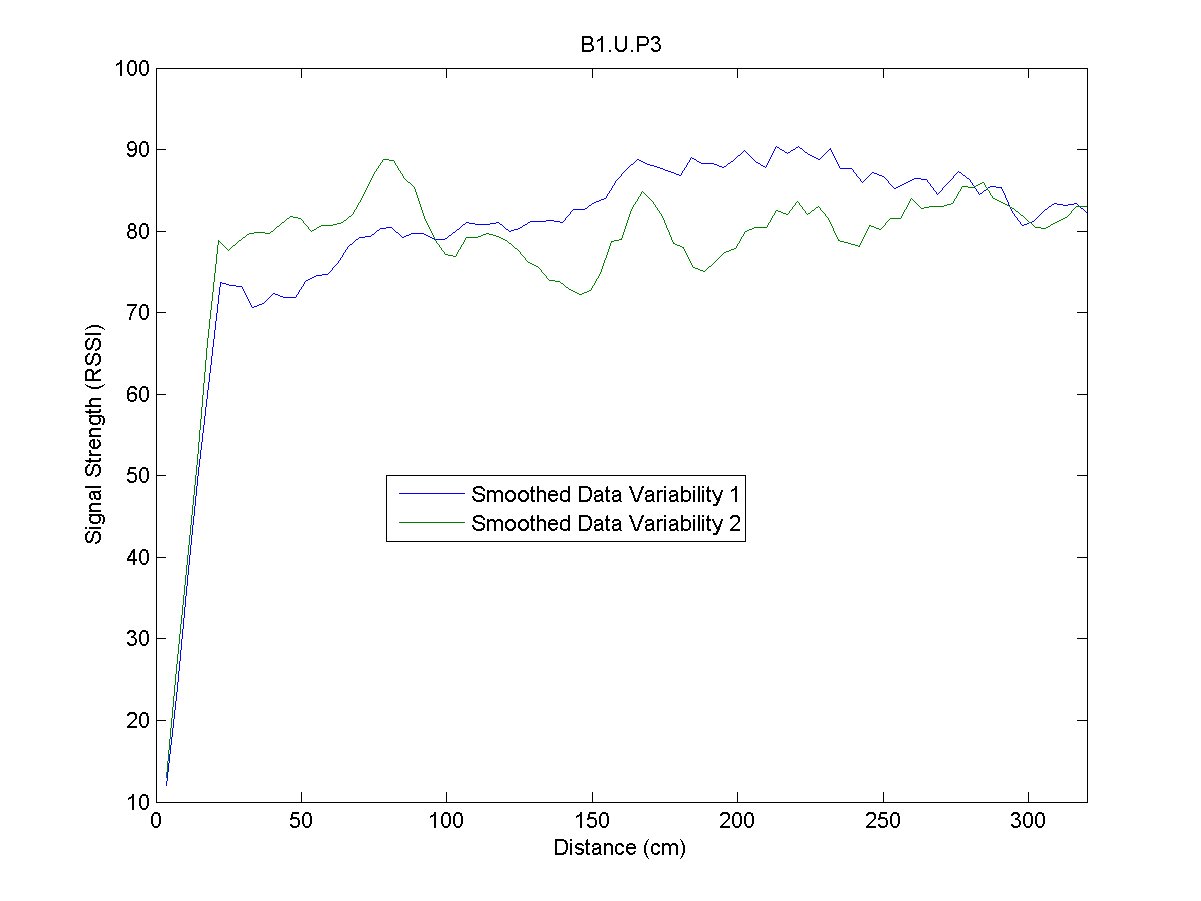 B1.U.P3
100
90
80
70
60
50
40
30
20
10
Signal Strength (RSSI)
Smoothed Data Variability 1
Smoothed Data Variability 2
0 50 100 150 200 250 300
Distance (cm)